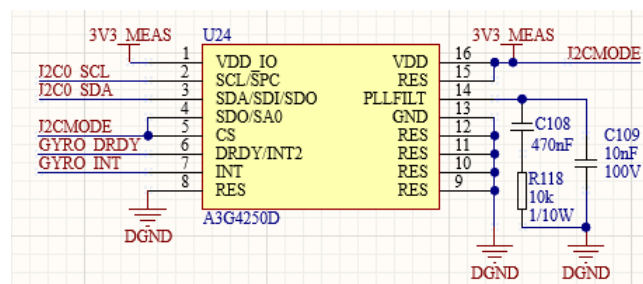 U24
3V3_MEAS
3V3_MEAS
1 VDD_IO VDD 16
J2CMODE
J2C0_SCL 2 SCL/SPC RES 15
J2C0_SDA 3 SDA/SDI/SDO PLLFILT 14
4 SDO/SA0 GND 13
J2CMODE 5 CS RES 12
GYRO_DRDY 6 DRDY/INT2 RES 11
GYRO_INT 7 INT RES 10
8 RES RES 9
C108
470nF
C109
10nF
100V
R118
10k
1/10W
A3G4250D
DGND
DGND
DGND